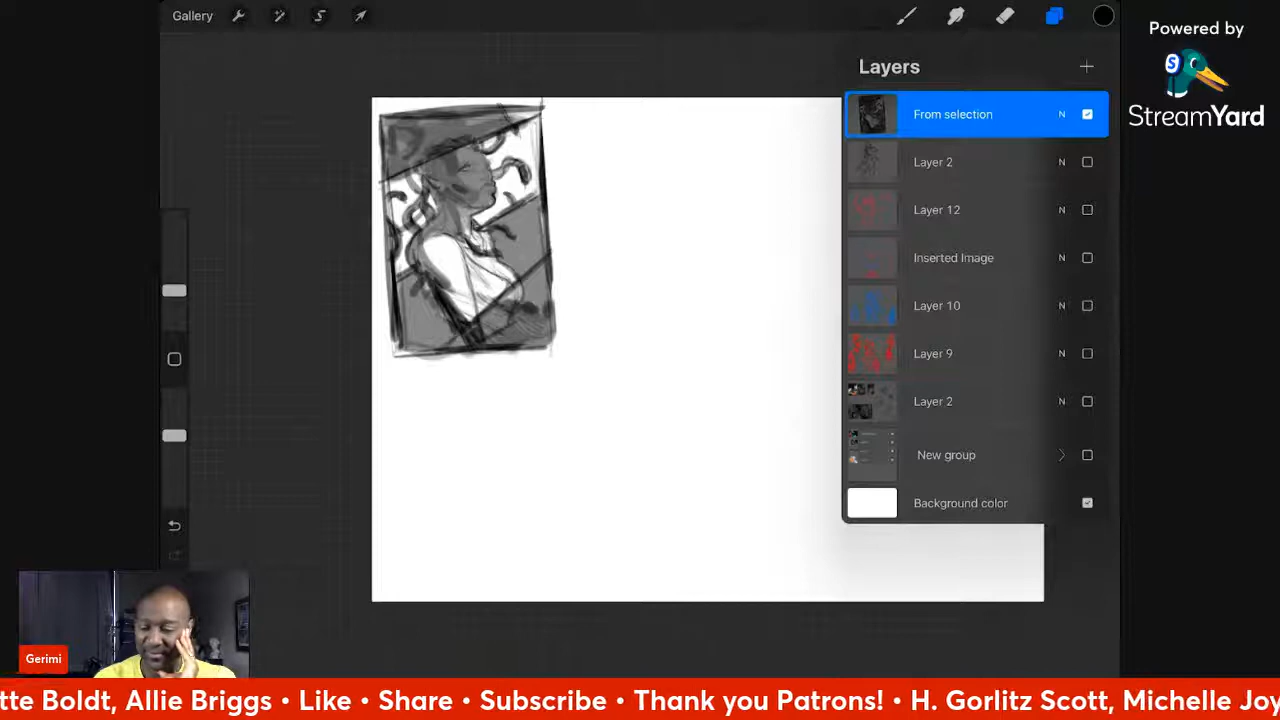 Gallery
Powered by
StreamYard
Layers
From selection N
Layer 2 N
Layer 12 N
Inserted Image N
Layer 10 N
Layer 9 N
Layer 2 N
New group
Background color
Gerimi
tte Boldt, Allie Briggs • Like • Share • Subscribe • Thank you Patrons! • H. Gorlitz Scott, Michelle Joy